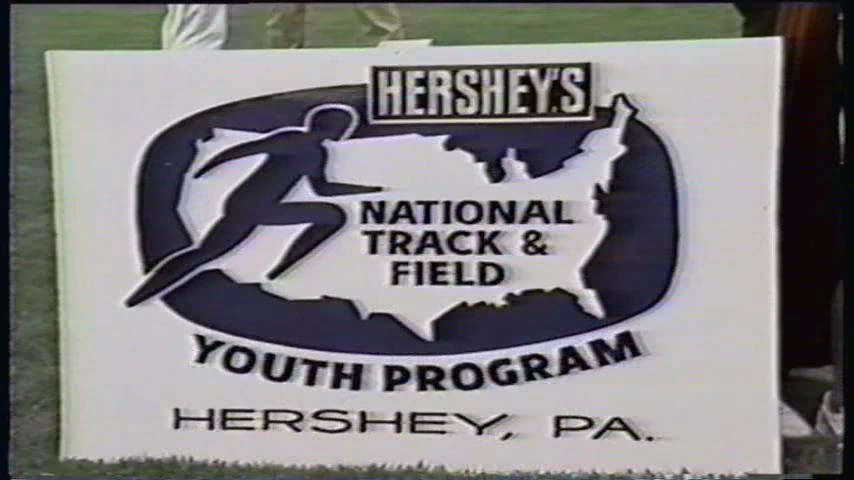 HERSHEY'S
NATIONAL
TRACK &
FIELD
YOUTH PROGRAM
HERSHEY, PA.